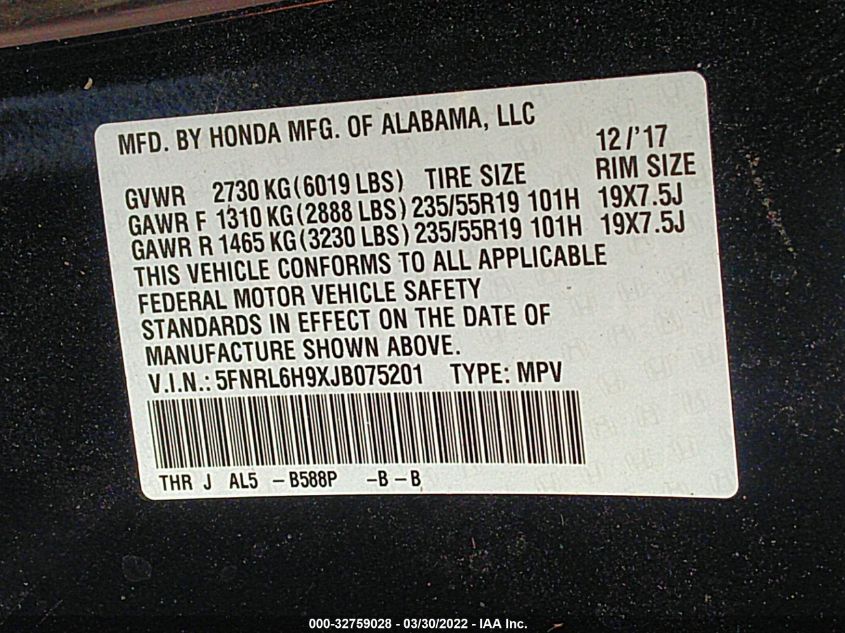 MFD. BY HONDA MFG. OF ALABAMA, LLC 12/'17
GVWR 2730 KG(6019 LBS) TIRE SIZE RIM SIZE
GAWR F 1310 KG(2888 LBS) 235/55R19 101H 19X7.5J
GAWR R 1465 KG(3230 LBS) 235/55R19 101H 19X7.5J
THIS VEHICLE CONFORMS TO ALL APPLICABLE
FEDERAL MOTOR VEHICLE SAFETY
STANDARDS IN EFFECT ON THE DATE OF
MANUFACTURE SHOWN ABOVE.
V.I.N.: 5FNRL6H9XJB075201 TYPE: MPV
THR J AL5 -B588P -B-B
000-32759028 - 03/30/2022 - IAA Inc.